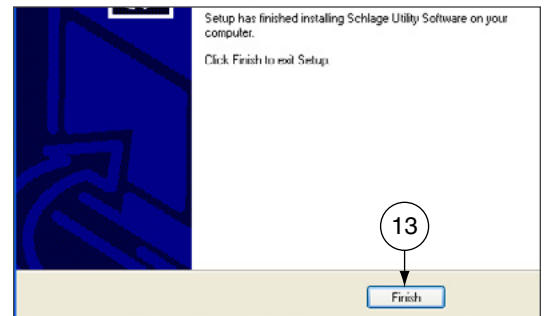 Setup has finished installing Schlage Utility Software on your
computer.
Click Finish to exit Setup.
13
Finish